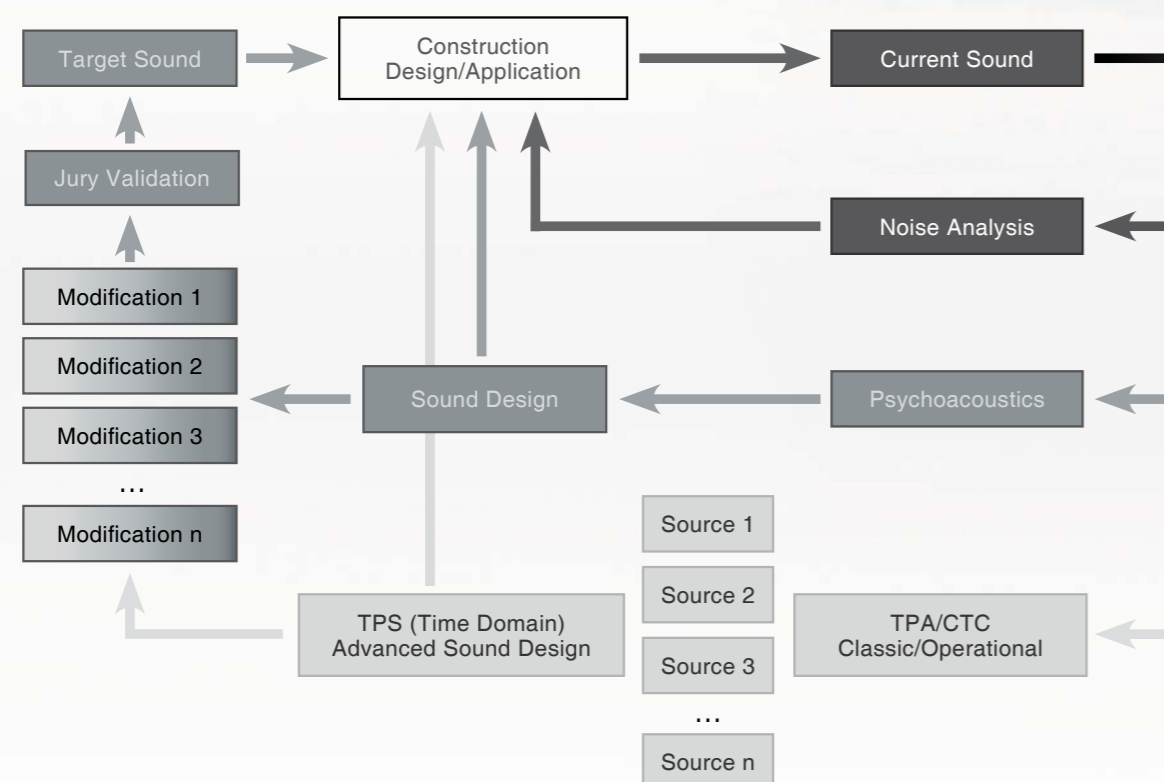 Target Sound
Construction
Design/Application
Current Sound
Jury Validation
Noise Analysis
Modification 1
Modification 2
Modification 3
...
Modification n
Sound Design
Psychoacoustics
TPS (Time Domain)
Advanced Sound Design
Source 1
Source 2
Source 3
...
Source n
TPA/CTC
Classic/Operational